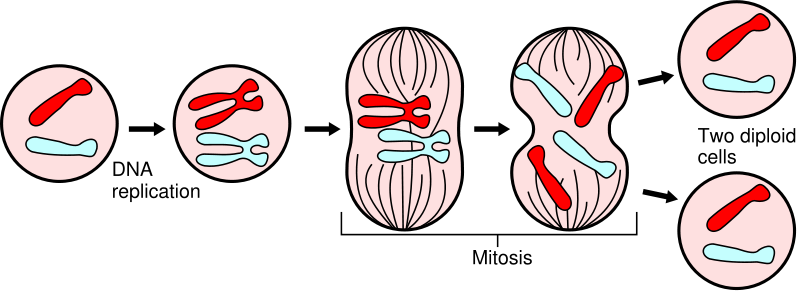 DNA
replication
Mitosis
Two diploid
cells